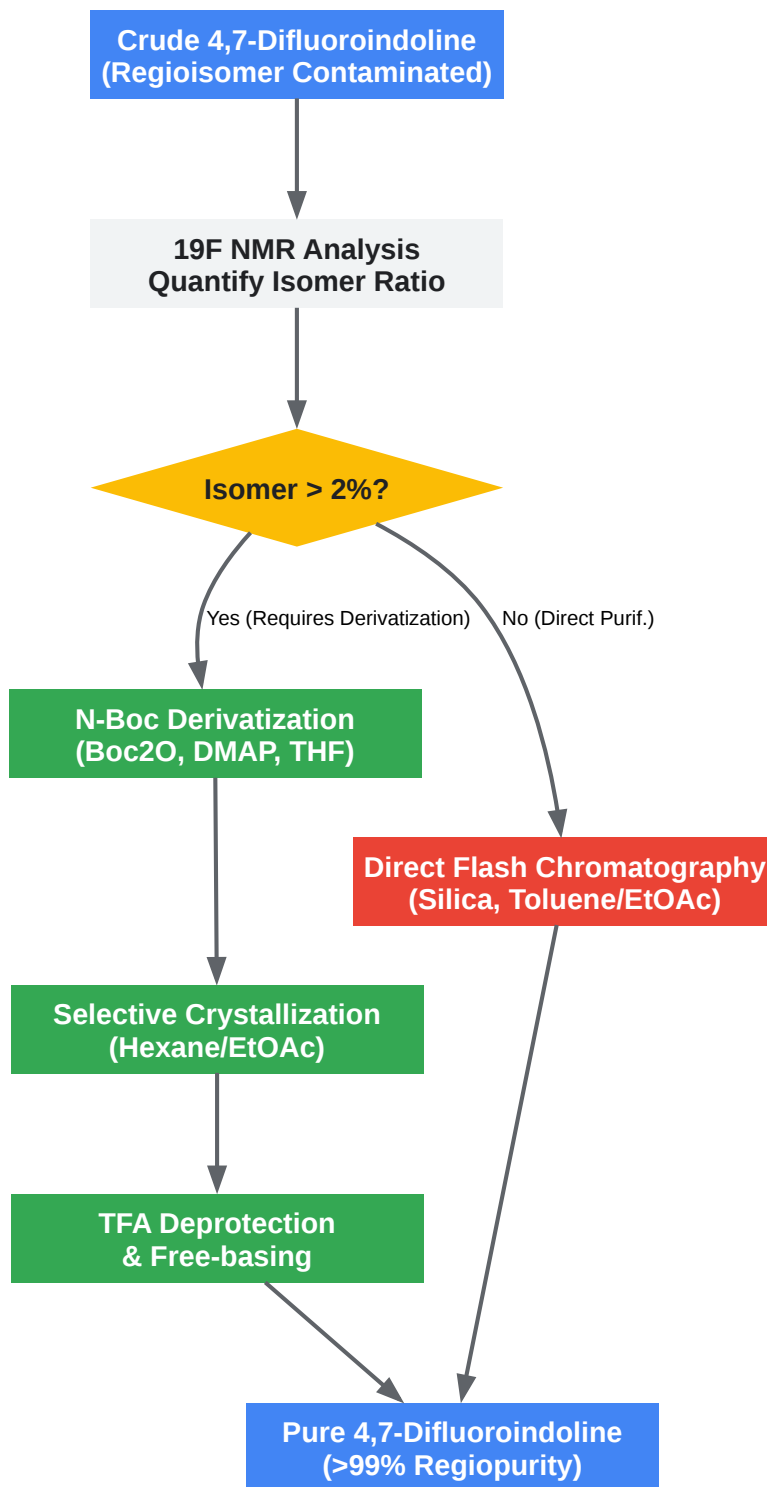 Crude 4,7-Difluoroindoline
(Regioisomer Contaminated)
19F NMR Analysis
Quantify Isomer Ratio
Isomer > 2%?
Yes (Requires Derivatization)
No (Direct Purif.)
N-Boc Derivatization
(Boc2O, DMAP, THF)
Direct Flash Chromatography
(Silica, Toluene/EtOAc)
Selective Crystallization
(Hexane/EtOAc)
TFA Deprotection
& Free-basing
Pure 4,7-Difluoroindoline
(>99% Regiopurity)